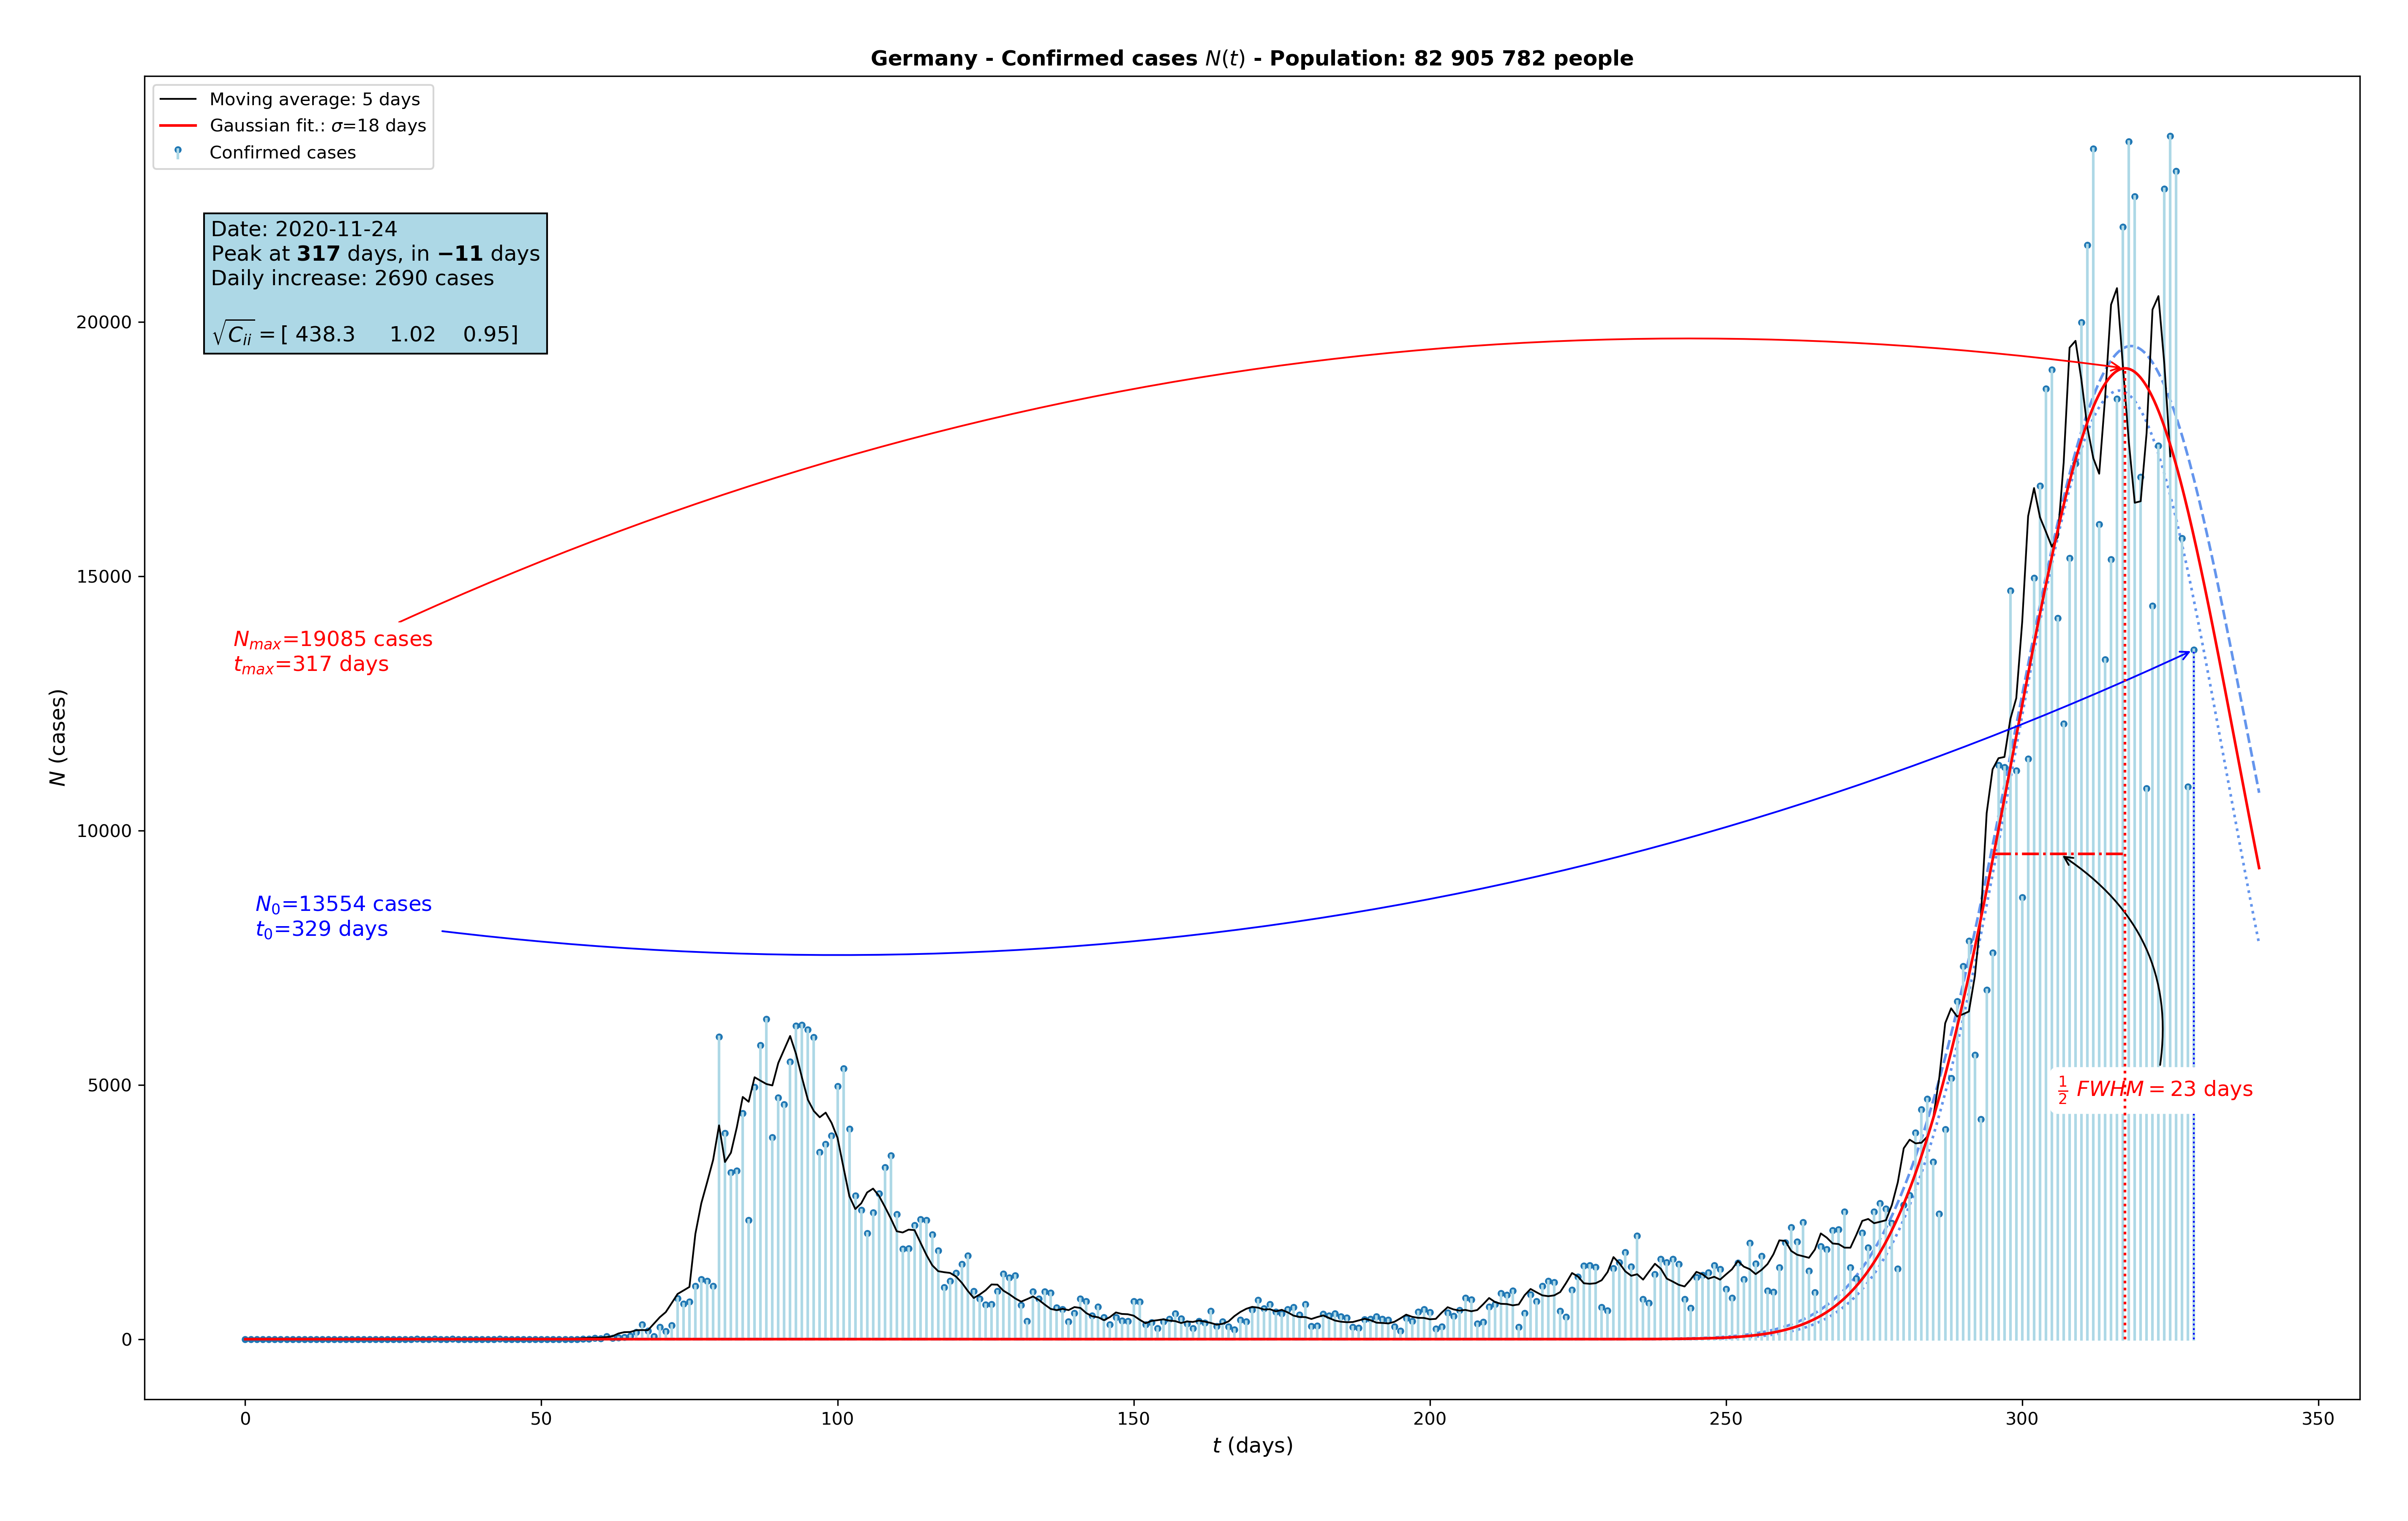 Germany - Confirmed cases N(t) - Population: 82 905 782 people
Moving average: 5 days
Gaussian fit.: σ=18 days
Confirmed cases
Date: 2020-11-24
Peak at 317 days, in −11 days
Daily increase: 2690 cases
√C_ii = [ 438.3 1.02 0.95]
N_max=19085 cases
t_max=317 days
N_0=13554 cases
t_0=329 days
½ FWHM = 23 days
N (cases)
20000
15000
10000
5000
0
0 50 100 150 200 250 300 350
t (days)